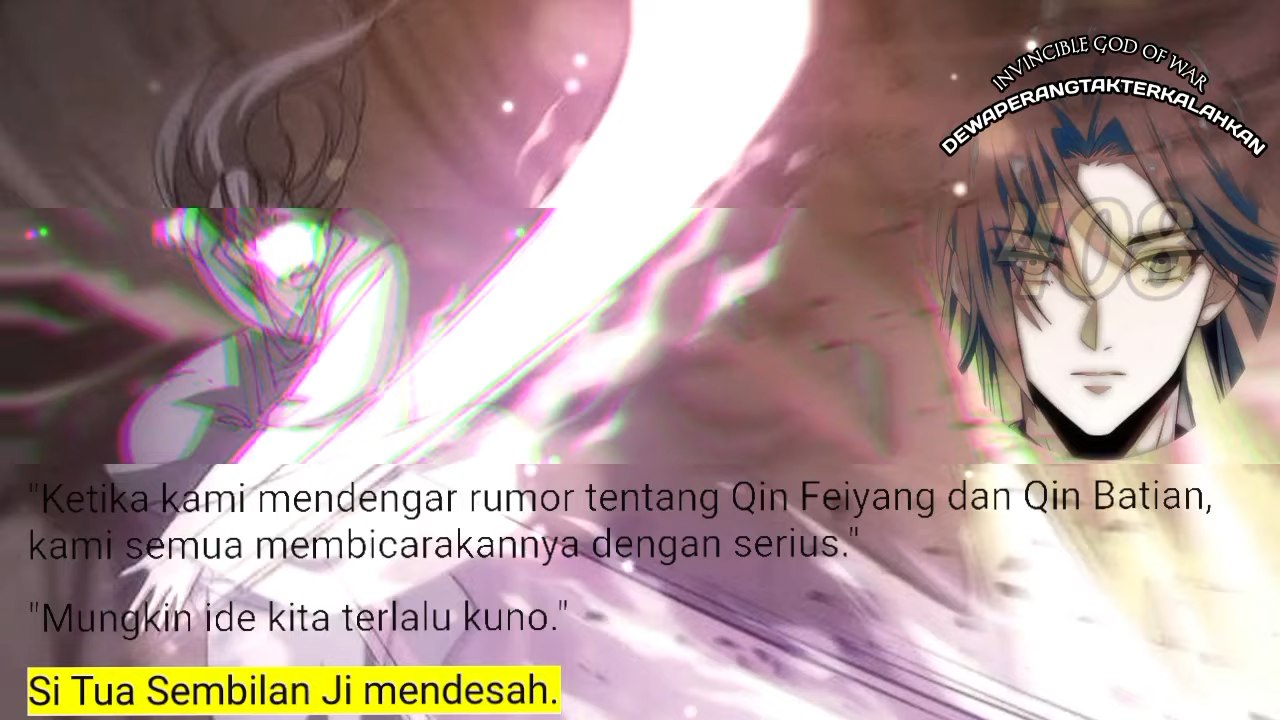 INVINCIBLE GOD OF WAR
DEWAPERANGTAKTERKALAHKAN
"Ketika kami mendengar rumor tentang Qin Feiyang dan Qin Batian,
kami semua membicarakannya dengan serius."
"Mungkin ide kita terlalu kuno."
Si Tua Sembilan Ji mendesah.